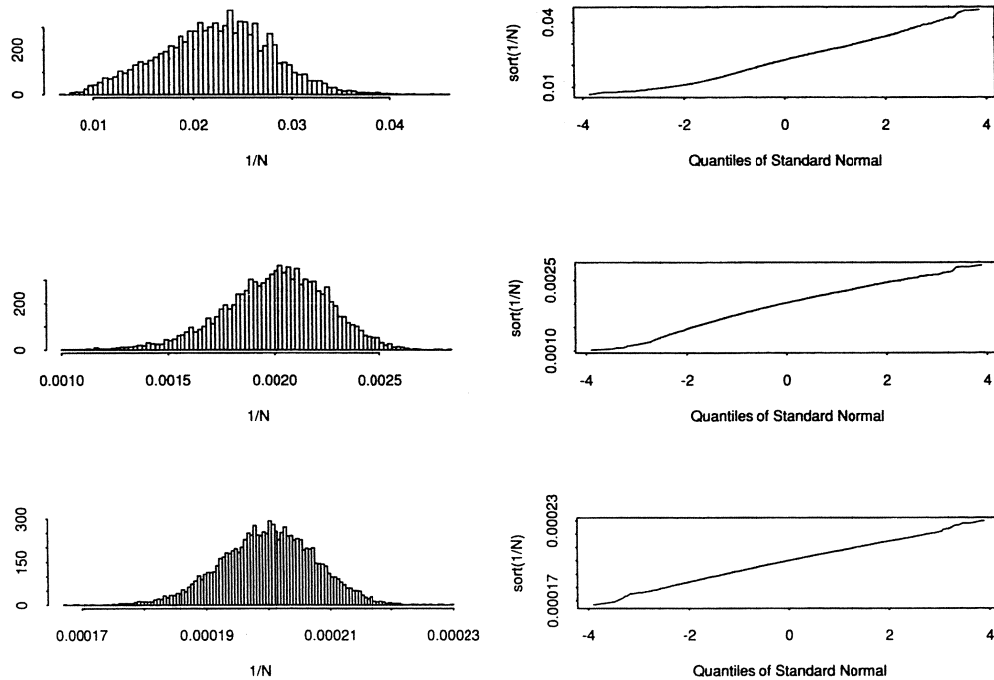 200
0
0.01 0.02 0.03 0.04
1/N
sort(1/N)
0.04
0.01
-4 -2 0 2 4
Quantiles of Standard Normal
200
0
0.0010 0.0015 0.0020 0.0025
1/N
sort(1/N)
0.0025
0.0010
-4 -2 0 2 4
Quantiles of Standard Normal
300
150
0
0.00017 0.00019 0.00021 0.00023
1/N
sort(1/N)
0.00023
0.00017
-4 -2 0 2 4
Quantiles of Standard Normal